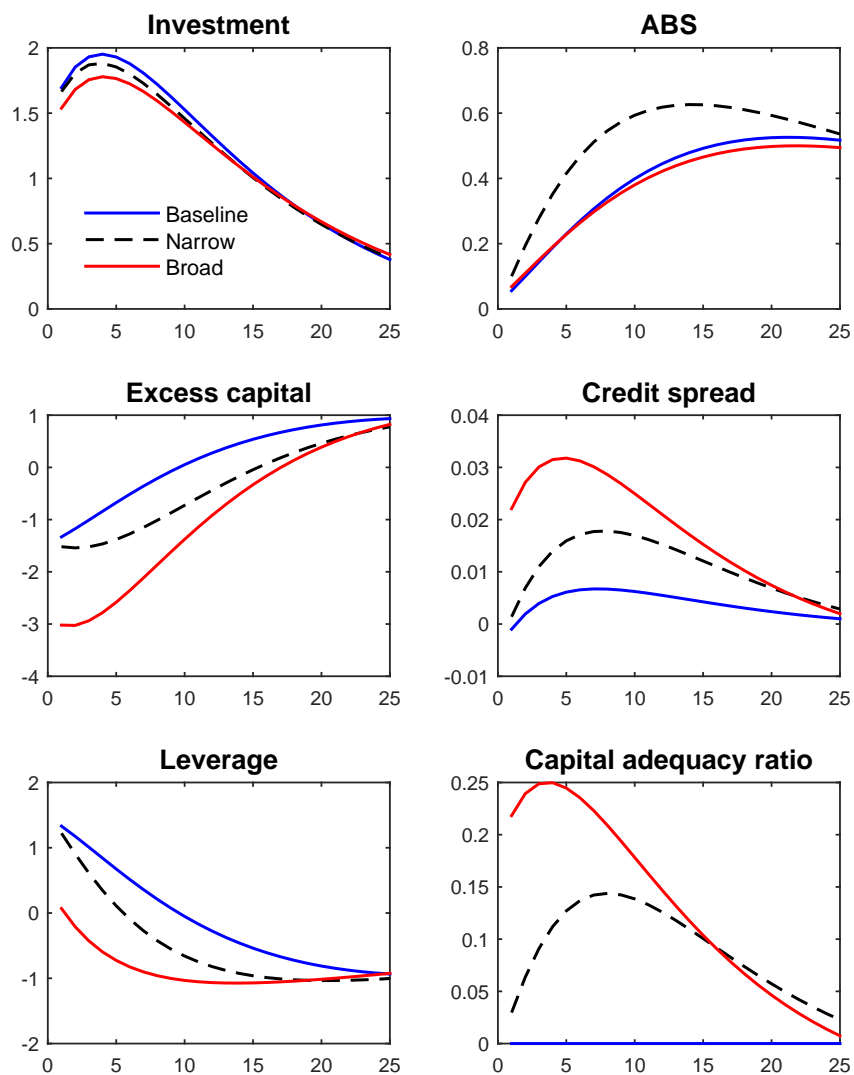 Investment
2
1.5
1
0.5
0
Baseline
Narrow
Broad
0 5 10 15 20 25
ABS
0.8
0.6
0.4
0.2
0
0 5 10 15 20 25
Excess capital
1
0
-1
-2
-3
-4
0 5 10 15 20 25
Credit spread
0.04
0.03
0.02
0.01
0
-0.01
0 5 10 15 20 25
Leverage
2
1
0
-1
-2
0 5 10 15 20 25
Capital adequacy ratio
0.25
0.2
0.15
0.1
0.05
0
0 5 10 15 20 25